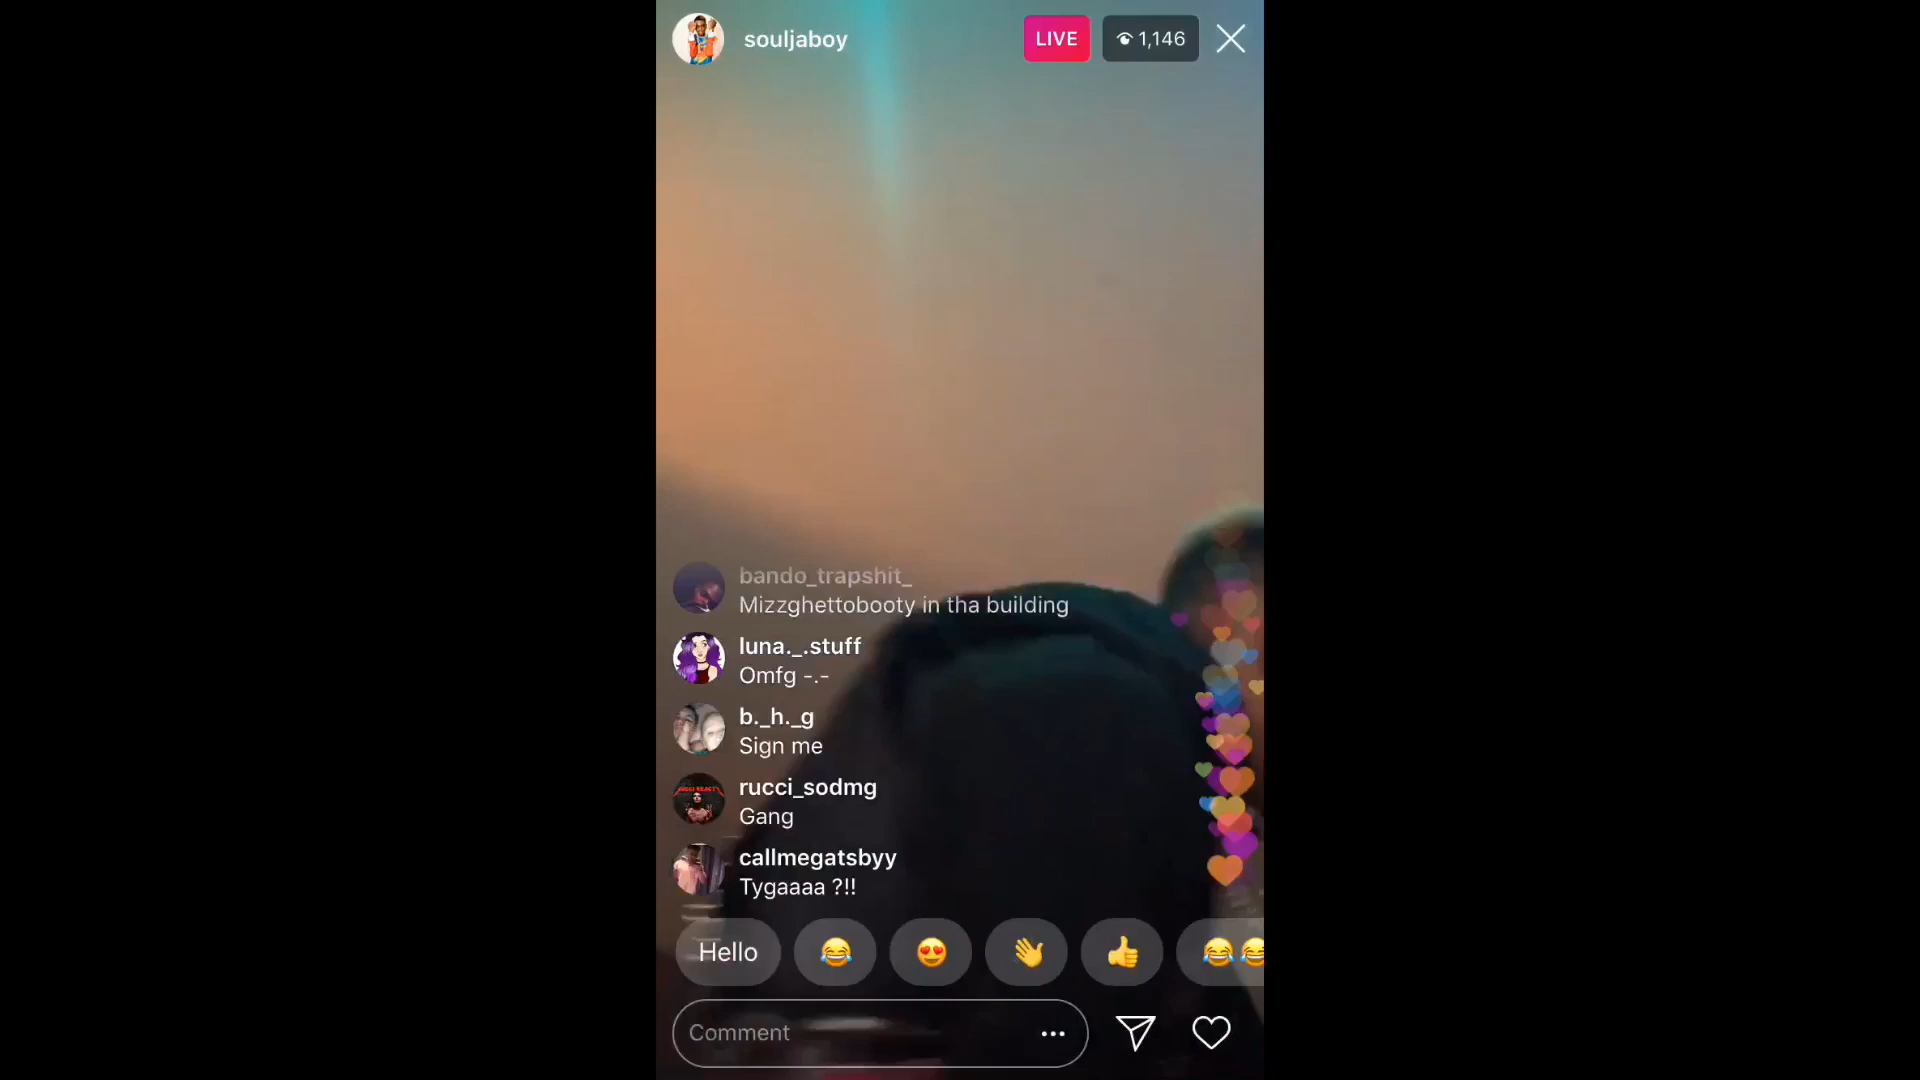 souljaboy
LIVE
1,146
bando_trapshit_
Mizzghettobooty in tha building
luna._.stuff
Omfg -.-
b._h._g
Sign me
rucci_sodmg
Gang
callmegatsbyy
Tygaaaa ?!!
Hello
Comment